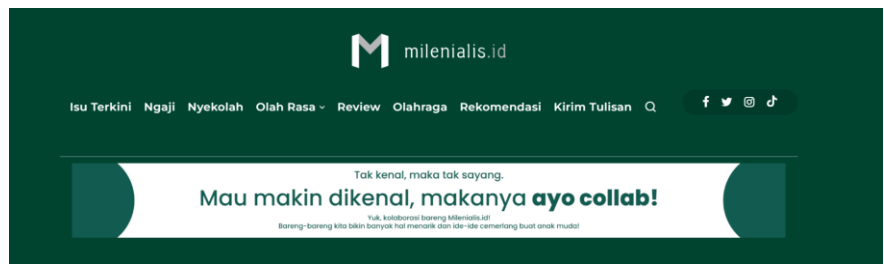 milenialis.id
Isu Terkini Ngaji Nyekolah Olah Rasa Review Olahraga Rekomendasi Kirim Tulisan
Tak kenal, maka tak sayang.
Mau makin dikenal, makanya ayo collab!
Yuk, kolaborasi bareng Milenialis.id!
Bareng-bareng kita bikin banyak hal menarik dan ide-ide cemerlang buat anak muda!